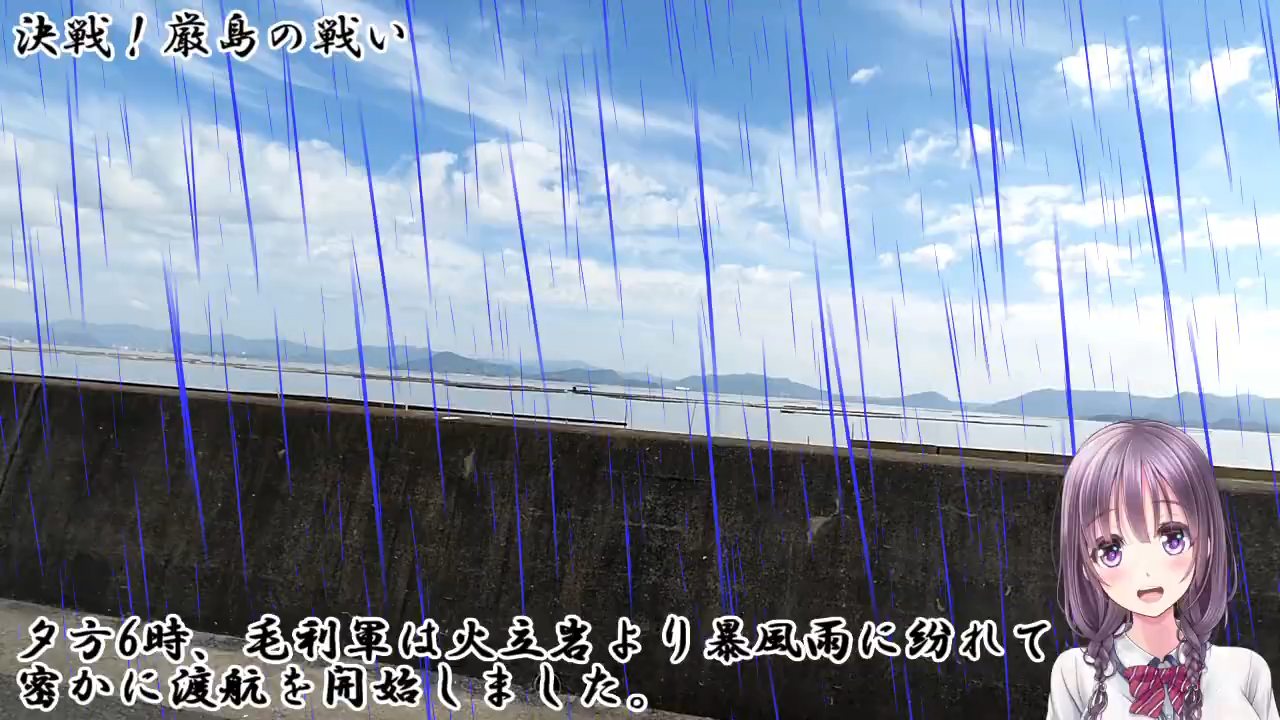 決戦！厳島の戦い
夕方6時、毛利軍は火立岩より暴風雨に紛れて
密かに渡航を開始しました。